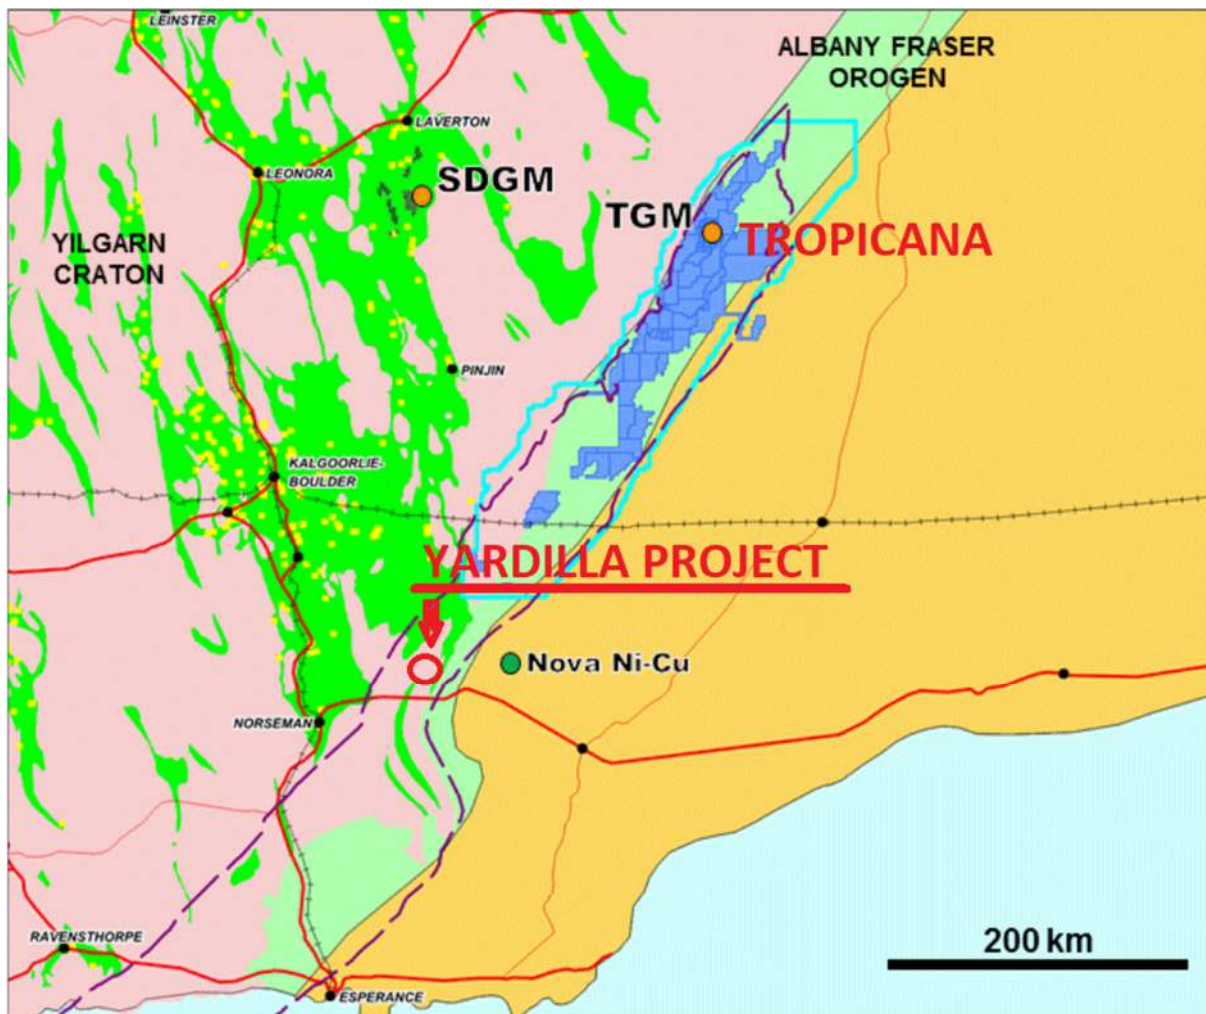 LEINSTER
ALBANY FRASER
OROGEN
LAVERTON
LEONORA
SDGM
TGM
TROPICANA
YILGARN
CRATON
PINJIN
KALGOORLIE-
BOULDER
YARDILLA PROJECT
Nova Ni-Cu
NORSEMAN
RAVENSTHORPE
200 km
ESPERANCE